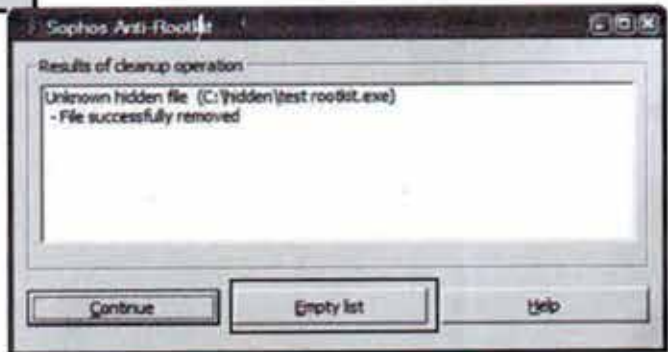 Sophos Anti-Rootkit
Results of cleanup operation
Unknown hidden file (C:\hidden\test rootkit.exe)
- File successfully removed
Continue
Empty list
Help